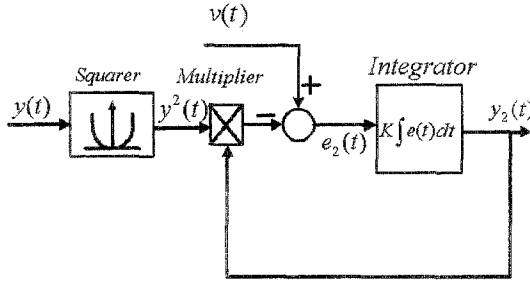 v(t)
Squarer
Multiplier
Integrator
y(t)
y²(t)
+
−
e₂(t)
K∫e(t)dt
y₂(t)